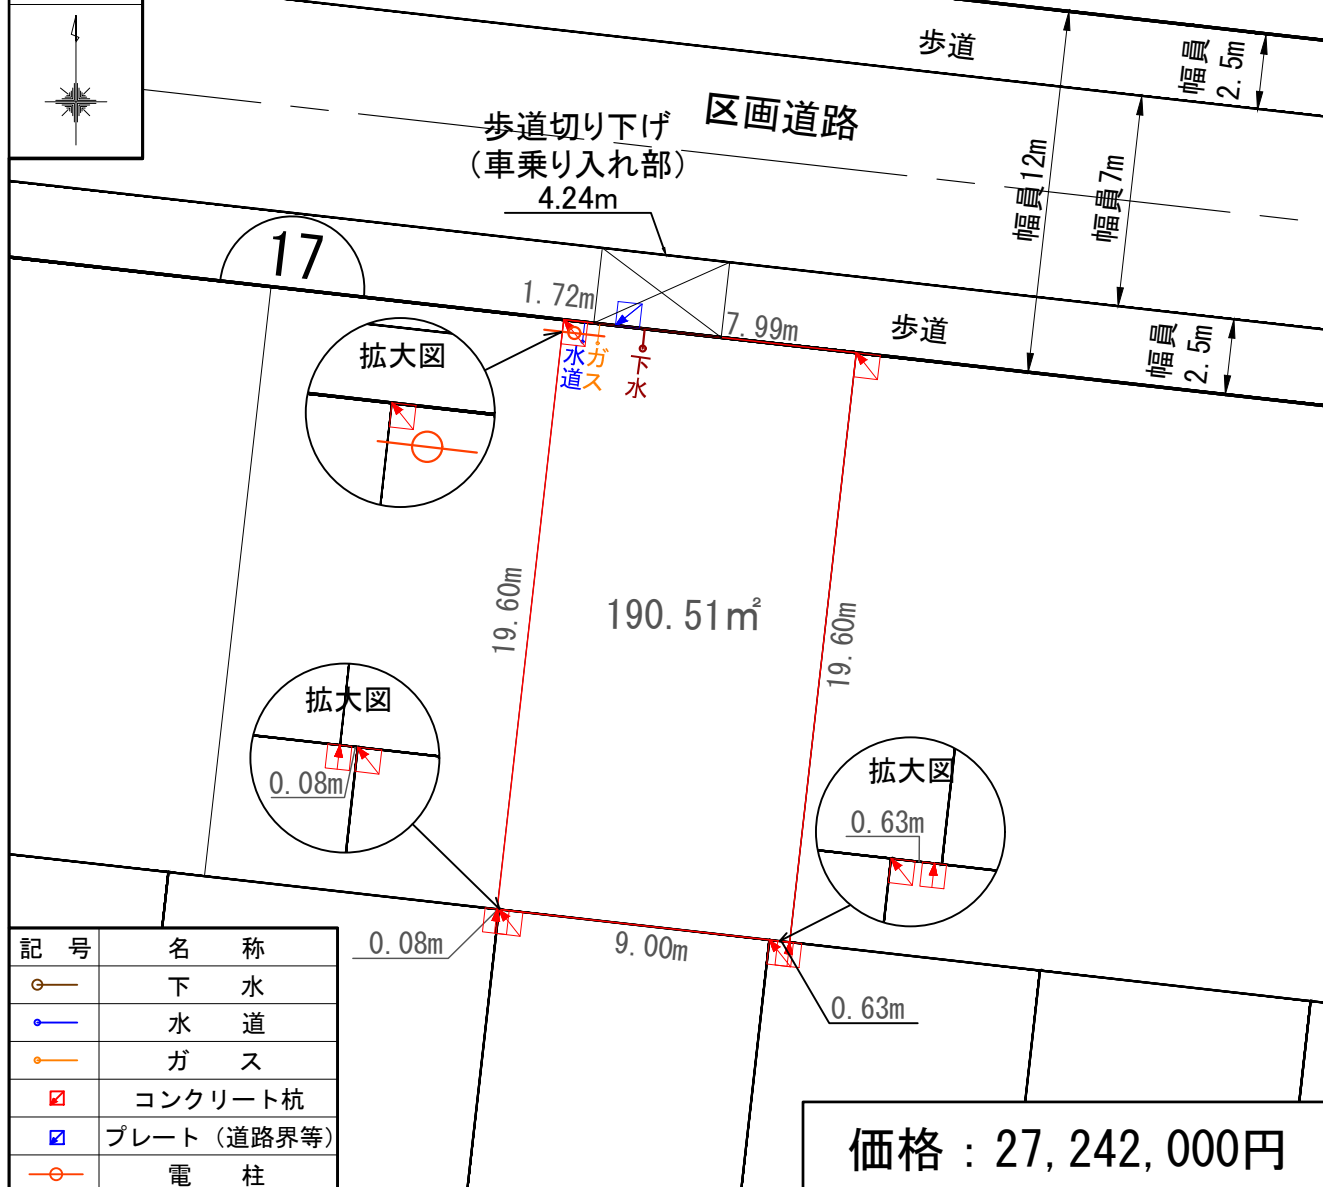 歩道
幅員
2.5m
区画道路
歩道切り下げ
（車乗り入れ部）
4.24m
幅員12m
幅員7m
17
1.72m
7.99m
歩道
幅員
2.5m
拡大図
水道
ガス
下水
19.60m
190.51㎡
19.60m
拡大図
0.08m
拡大図
0.63m
0.08m
9.00m
0.63m
記 号 名 称
下 水
水 道
ガ ス
コンクリート杭
プレート（道路界等）
電 柱
価格：27,242,000円